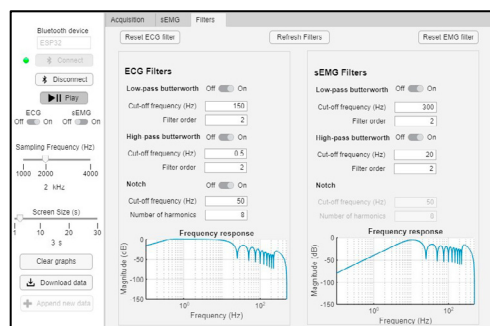 Bluetooth device
ESP32
Connect
Disconnect
Play
ECG sEMG
Off On Off On
Sampling Frequency (Hz)
1000 2000 4000
2 kHz
Screen Size (s)
1 10 20 30
3 s
Clear graphs
Download data
Append new data
Acquisition sEMG Filters
Reset ECG filter Refresh Filters Reset EMG filter
ECG Filters
Low-pass butterworth Off On
Cut-off frequency (Hz) 150
Filter order 2
High-pass butterworth Off On
Cut-off frequency (Hz) 0.5
Filter order 2
Notch Off On
Cut-off frequency (Hz) 50
Number of harmonics 8
Frequency response
Magnitude (dB)
0
-50
-100
-150
10⁰ 10²
Frequency (Hz)
sEMG Filters
Low-pass butterworth Off On
Cut-off frequency (Hz) 300
Filter order 2
High-pass butterworth Off On
Cut-off frequency (Hz) 20
Filter order 2
Notch
Cut-off frequency (Hz) 50
Number of harmonics 8
Frequency response
Magnitude (dB)
0
-50
-100
-150
10⁰ 10²
Frequency (Hz)